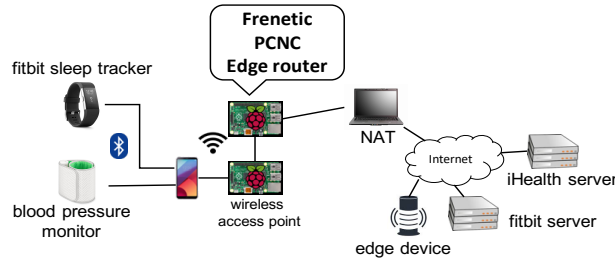 Frenetic
PCNC
Edge router
fitbit sleep tracker
NAT
Internet
iHealth server
wireless
access point
blood pressure
monitor
fitbit server
edge device